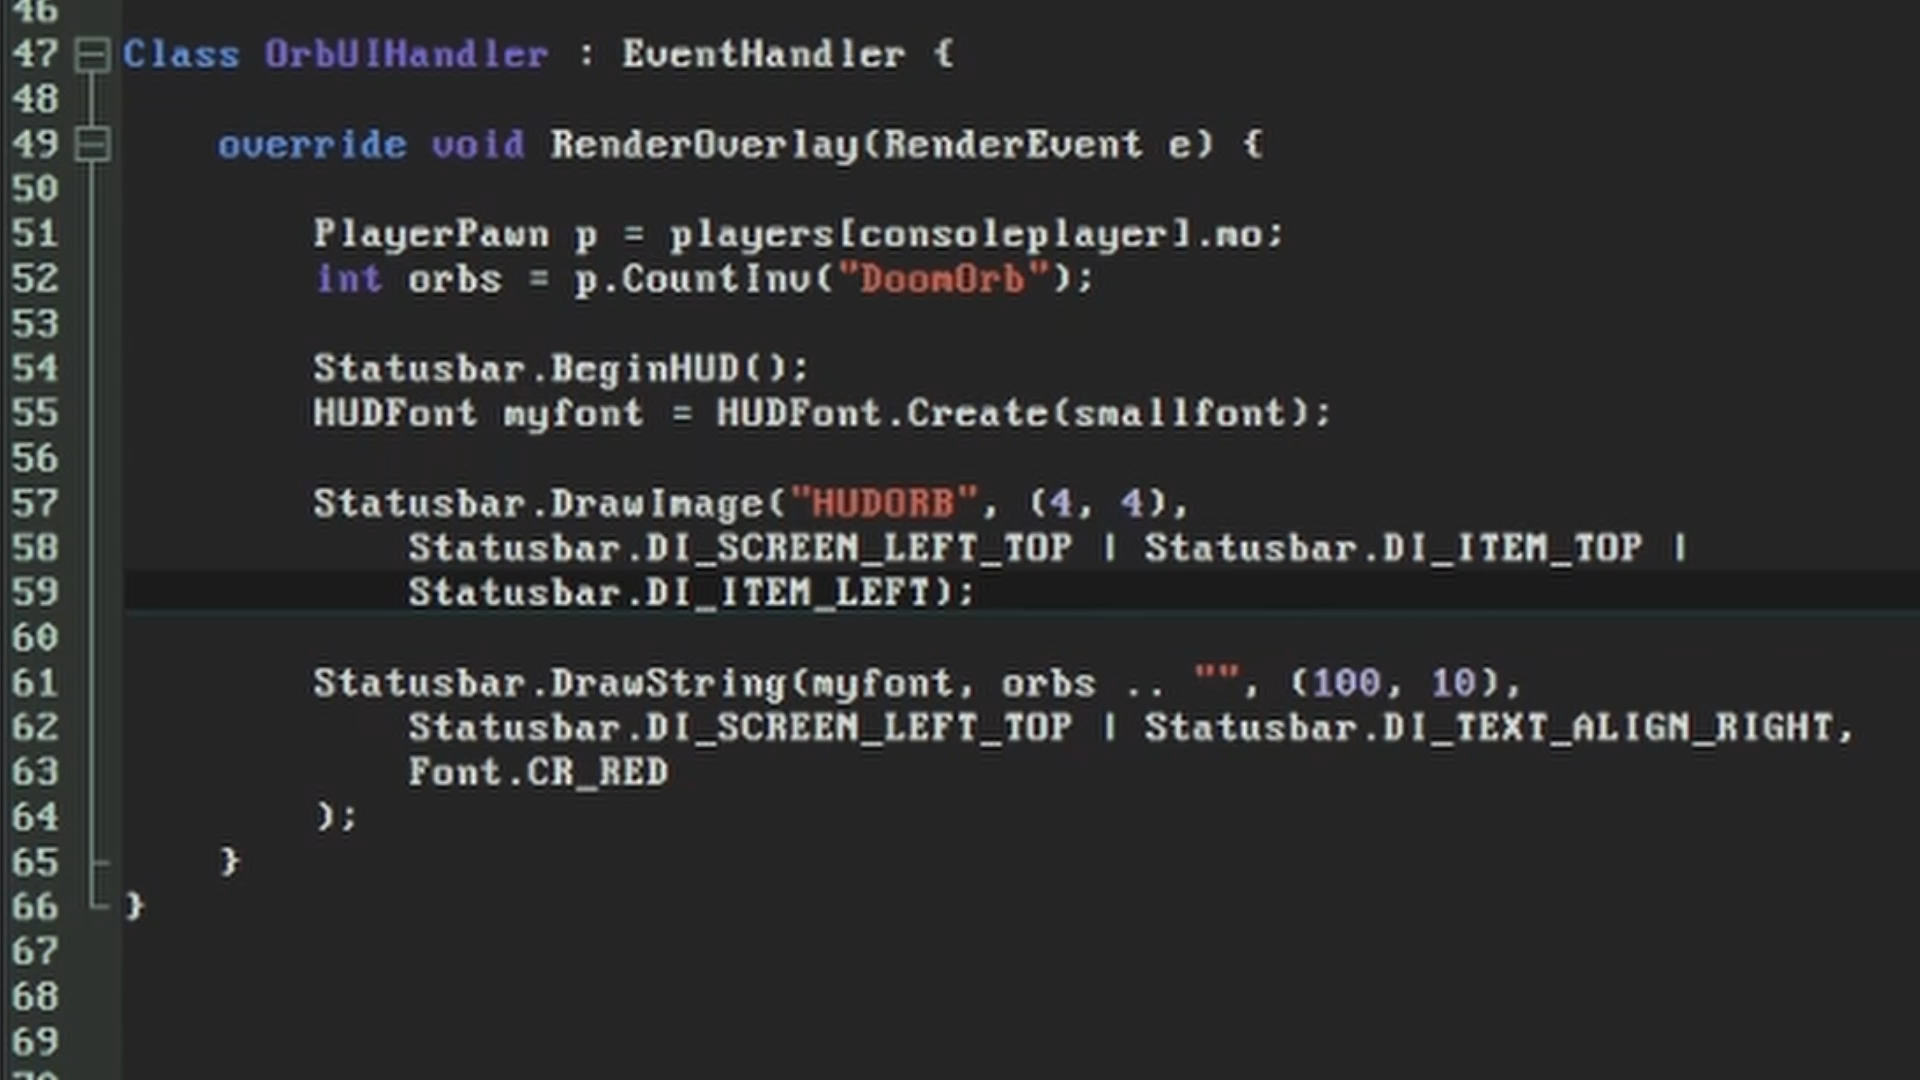 46
47 Class OrbUIHandler : EventHandler {
48
49 override void RenderOverlay(RenderEvent e) {
50
51 PlayerPawn p = players[consoleplayer].mo;
52 int orbs = p.CountInv("DoomOrb");
53
54 Statusbar.BeginHUD();
55 HUDFont myfont = HUDFont.Create(smallfont);
56
57 Statusbar.DrawImage("HUDORB", (4, 4),
58 Statusbar.DI_SCREEN_LEFT_TOP | Statusbar.DI_ITEM_TOP |
59 Statusbar.DI_ITEM_LEFT);
60
61 Statusbar.DrawString(myfont, orbs .. "", (100, 10),
62 Statusbar.DI_SCREEN_LEFT_TOP | Statusbar.DI_TEXT_ALIGN_RIGHT,
63 Font.CR_RED
64 );
65 }
66 }
67
68
69